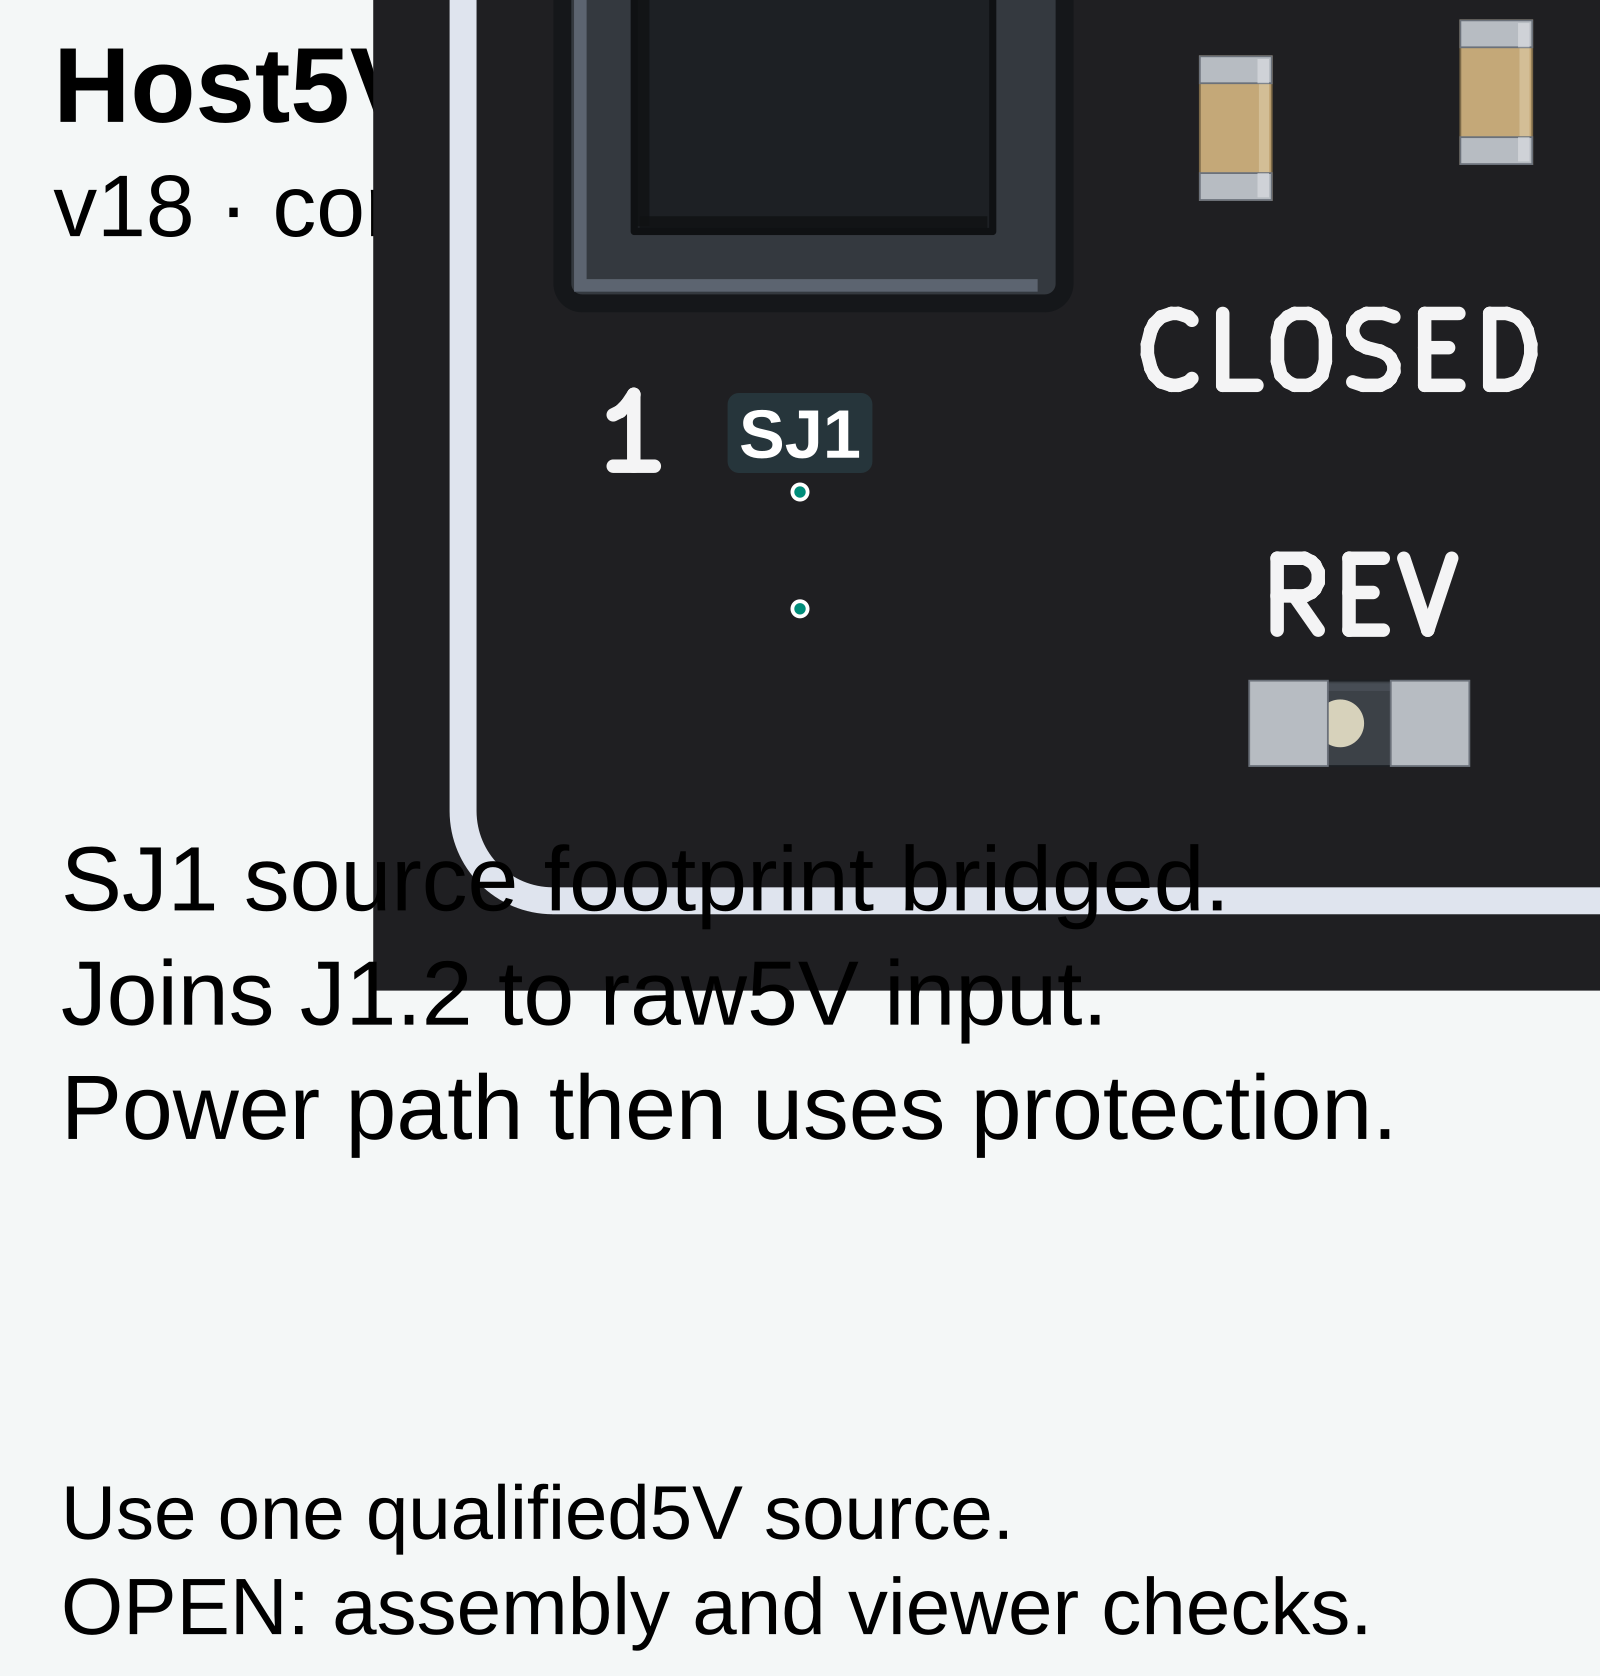 Host5V
v18 · cor
CLOSED
1 SJ1
REV
SJ1 source footprint bridged.
Joins J1.2 to raw5V input.
Power path then uses protection.
Use one qualified5V source.
OPEN: assembly and viewer checks.